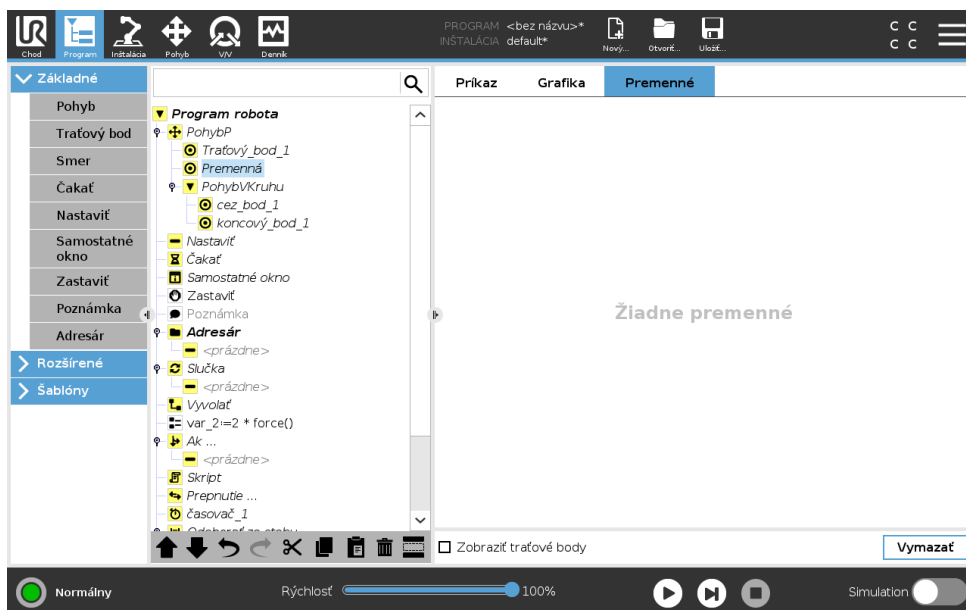 PROGRAM <bez názvu>*
INŠTALÁCIA default*
Chod
Program
Inštalácia
Pohyb
V/V
Denník
Nový...
Otvoriť...
Uložiť...
C C
C C
Základné
Pohyb
Traťový bod
Smer
Čakať
Nastaviť
Samostatné
okno
Zastaviť
Poznámka
Adresár
Rozšírené
Šablóny
Program robota
PohybP
Traťový_bod_1
Premenná
PohybVKruhu
cez_bod_1
koncový_bod_1
Nastaviť
Čakať
Samostatné okno
Zastaviť
Poznámka
Adresár
<prázdne>
Slučka
<prázdne>
Vyvolať
var_2:=2 * force()
Ak ...
<prázdne>
Skript
Prepnutie ...
časovač_1
Príkaz
Grafika
Premenné
Žiadne premenné
Zobraziť traťové body
Vymazať
Normálny
Rýchlosť
100%
Simulation